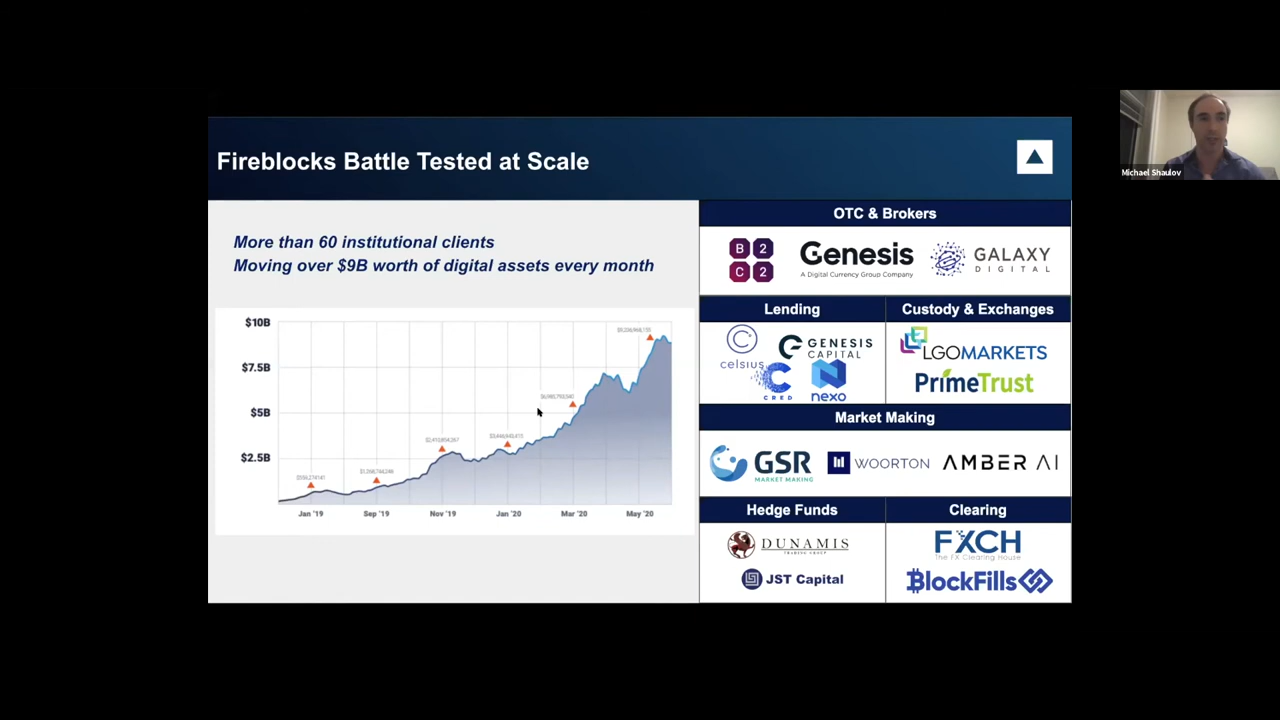 Fireblocks Battle Tested at Scale
Michael Shaulov
More than 60 institutional clients
Moving over $9B worth of digital assets every month
$10B
$7.5B
$5B
$2.5B
Jan '19
Sep '19
Nov '19
Jan '20
Mar '20
May '20
OTC & Brokers
B 2
C 2
Genesis
A Digital Currency Group Company
GALAXY
DIGITAL
Lending
celsius
GENESIS
CAPITAL
CRED
nexo
Custody & Exchanges
LGOMARKETS
PrimeTrust
Market Making
GSR
MARKET MAKING
WOORTON
AMBER AI
Hedge Funds
DUNAMIS
TRADING GROUP
JST Capital
Clearing
FXCH
The FX Clearing House
BlockFills